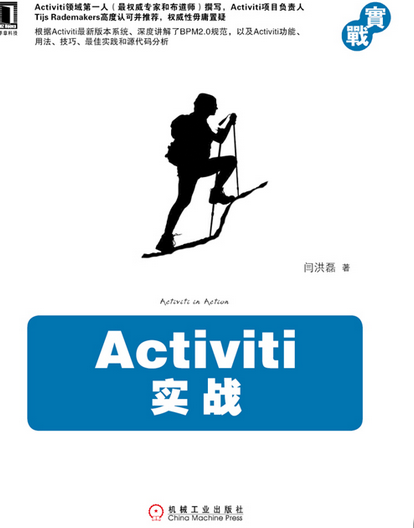 Activiti领域第一人（最权威专家和布道师）撰写，Activiti项目负责人
Tijs Rademakers高度认可并推荐，权威性毋庸置疑
根据Activiti最新版本系统、深度讲解了BPM2.0规范，以及Activiti功能、
用法、技巧、最佳实践和源代码分析
實
戰
闫洪磊 著
Activiti in Action
Activiti
实战
机械工业出版社
China Machine Press